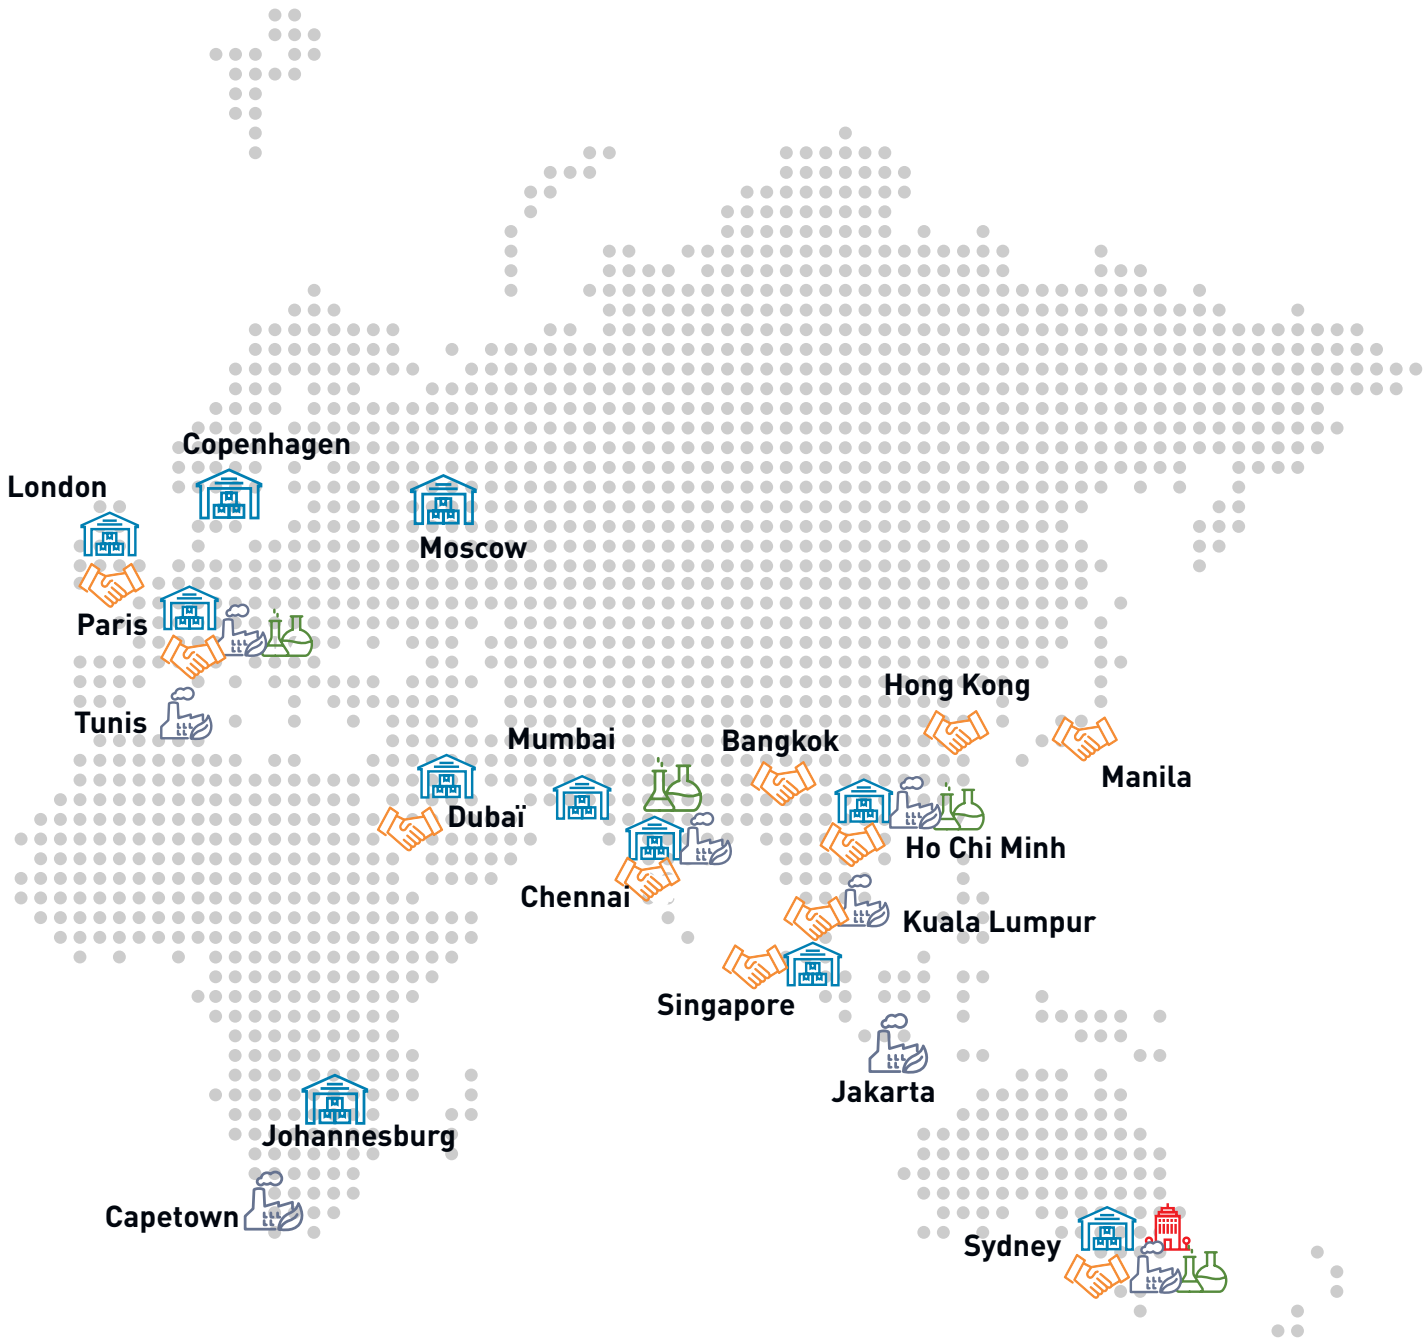 Copenhagen
London
Moscow
Paris
Hong Kong
Tunis
Mumbai
Bangkok
Manila
Dubaï
Ho Chi Minh
Chennai
Kuala Lumpur
Singapore
Jakarta
Johannesburg
Capetown
Sydney